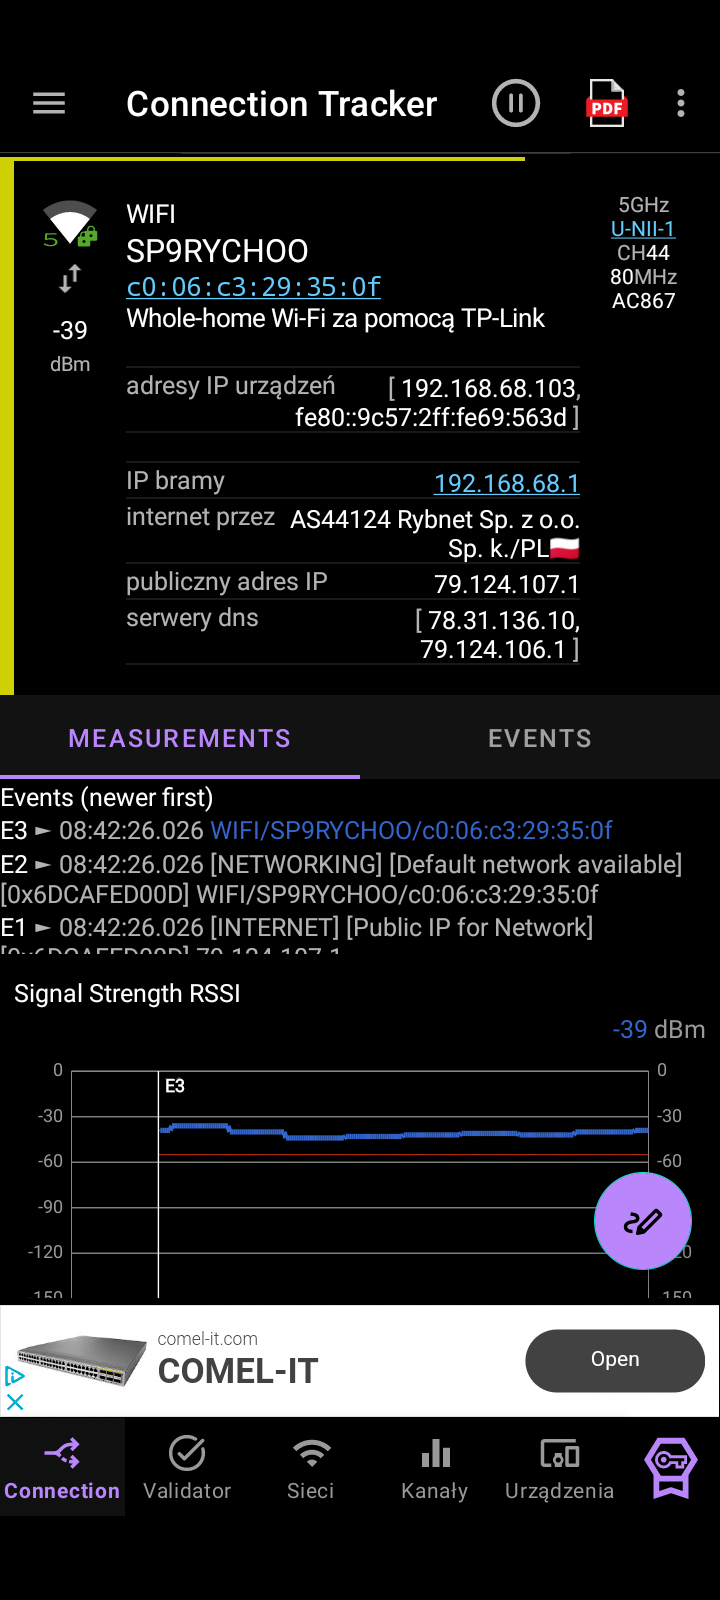 Connection Tracker
PDF
WIFI
SP9RYCHOO
c0:06:c3:29:35:0f
Whole-home Wi-Fi za pomocą TP-Link
5GHz
U-NII-1
CH44
80MHz
AC867
5
-39
dBm
adresy IP urządzeń [ 192.168.68.103,
fe80::9c57:2ff:fe69:563d ]
IP bramy 192.168.68.1
internet przez AS44124 Rybnet Sp. z o.o.
Sp. k./PL🇵🇱
publiczny adres IP 79.124.107.1
serwery dns [ 78.31.136.10,
79.124.106.1 ]
MEASUREMENTS EVENTS
Events (newer first)
E3 ► 08:42:26.026 WIFI/SP9RYCHOO/c0:06:c3:29:35:0f
E2 ► 08:42:26.026 [NETWORKING] [Default network available]
[0x6DCAFED00D] WIFI/SP9RYCHOO/c0:06:c3:29:35:0f
E1 ► 08:42:26.026 [INTERNET] [Public IP for Network]
[0x6DCAFED00D] 79.124.107.1
Signal Strength RSSI
-39 dBm
0 0
E3
-30 -30
-60 -60
-90
-120
-150 -150
comel-it.com
COMEL-IT
Open
Connection Validator Sieci Kanały Urządzenia